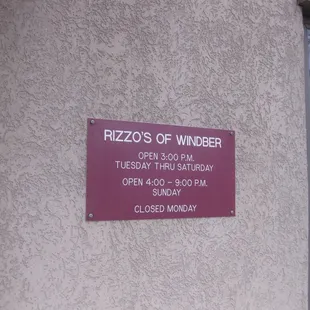 RIZZO'S OF WINDBER
OPEN 3:00 P.M.
TUESDAY THRU SATURDAY
OPEN 4:00 - 9:00 P.M.
SUNDAY
CLOSED MONDAY